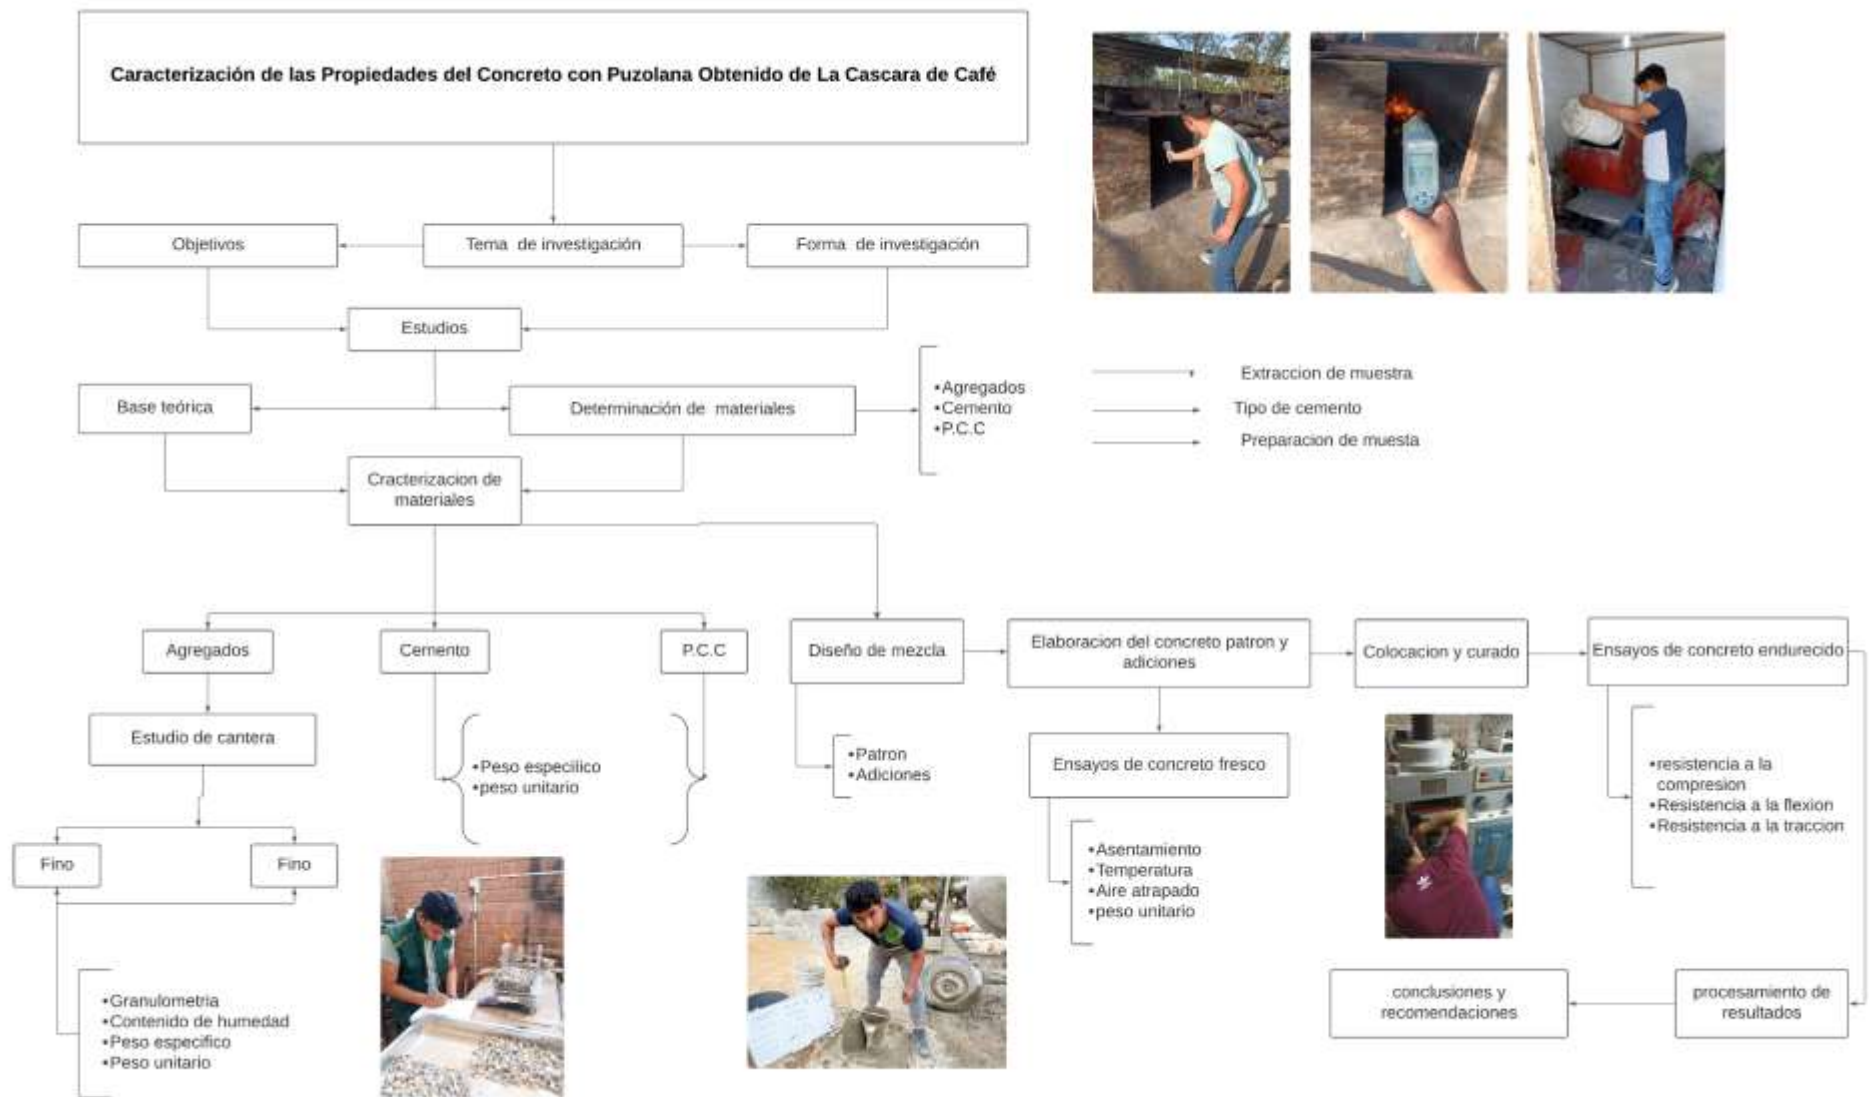 Caracterización de las Propiedades del Concreto con Puzolana Obtenido de La Cascara de Café
Objetivos
Tema de investigación
Forma de investigación
Estudios
Base teórica
Determinación de materiales
•Agregados
•Cemento
•P.C.C
Extraccion de muestra
Tipo de cemento
Preparacion de muesta
Cracterizacion de
materiales
Agregados
Cemento
P.C.C
Diseño de mezcla
Elaboracion del concreto patron y
adiciones
Colocacion y curado
Ensayos de concreto endurecido
Estudio de cantera
•Peso especilico
•peso unitario
•Patron
•Adiciones
Ensayos de concreto fresco
•resistencia a la
compresion
•Resistencia a la flexion
•Resistencia a la traccion
Fino
Fino
•Asentamiento
•Temperatura
•Aire atrapado
•peso unitario
•Granulometria
•Contenido de humedad
•Peso especifico
•Peso unitario
conclusiones y
recomendaciones
procesamiento de
resultados